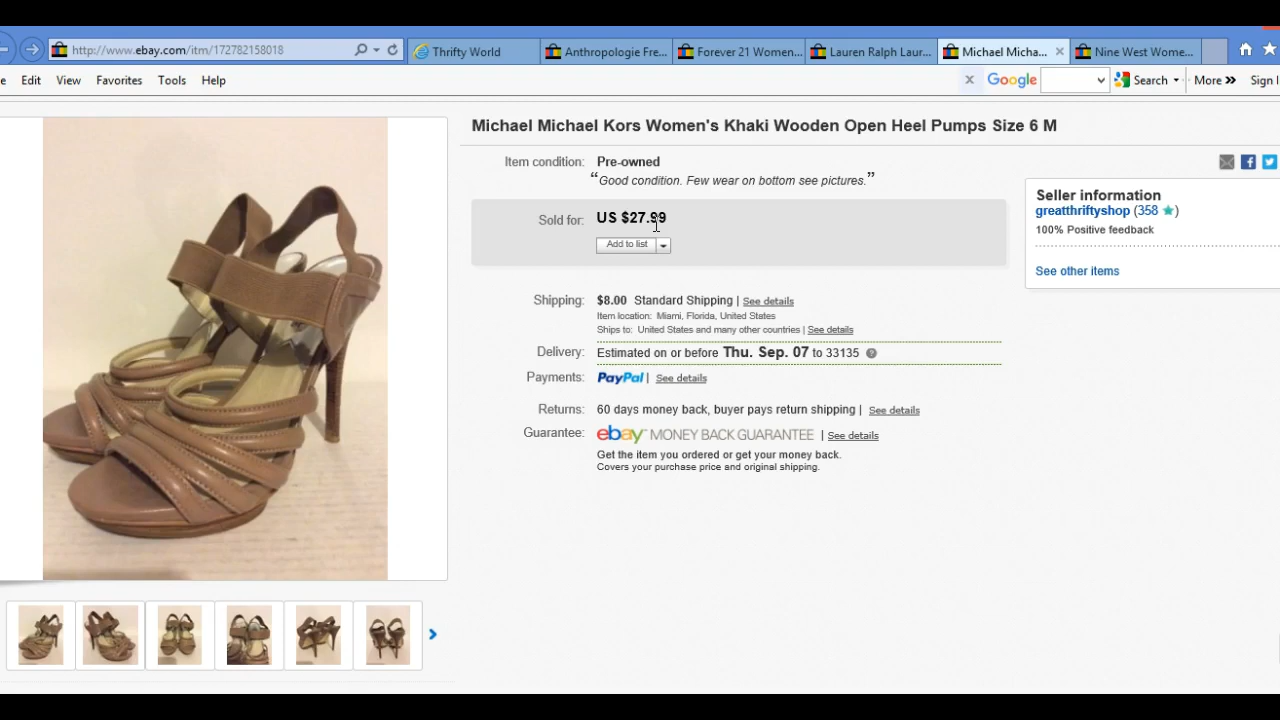 http://www.ebay.com/itm/172782158018
Thrifty World
Anthropologie Fre...
Forever 21 Women...
Lauren Ralph Laur...
Michael Micha...
Nine West Wome...
e Edit View Favorites Tools Help
x Google Search More » Sign I
Michael Michael Kors Women's Khaki Wooden Open Heel Pumps Size 6 M
Item condition: Pre-owned
“Good condition. Few wear on bottom see pictures.”
Sold for: US $27.99
Add to list
Shipping: $8.00 Standard Shipping | See details
Item location: Miami, Florida, United States
Ships to: United States and many other countries | See details
Delivery: Estimated on or before Thu. Sep. 07 to 33135 ?
Payments: PayPal | See details
Returns: 60 days money back, buyer pays return shipping | See details
Guarantee: ebay MONEY BACK GUARANTEE | See details
Get the item you ordered or get your money back.
Covers your purchase price and original shipping.
Seller information
greatthriftyshop (358 ★)
100% Positive feedback
See other items